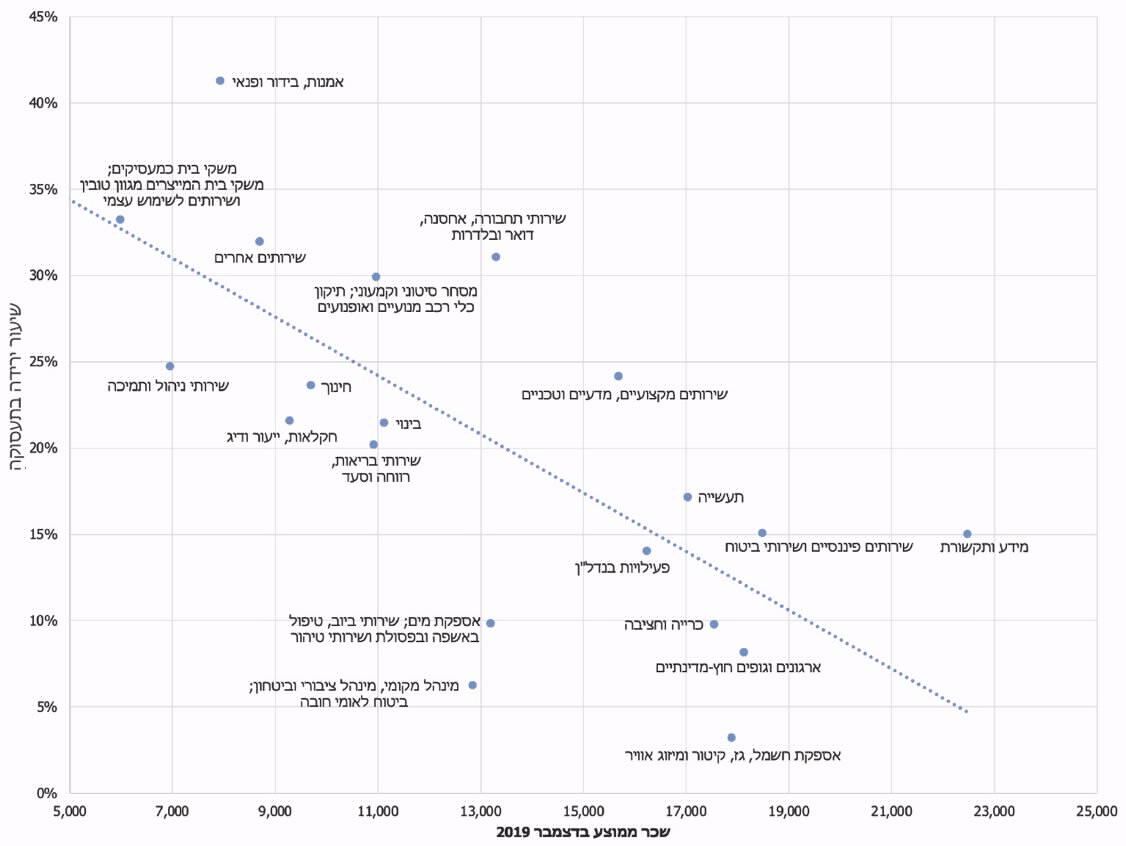 45%
אמנות, בידור ופנאי
40%
משקי בית כמעסיקים;
משקי בית המייצרים מגוון טובין
ושירותים לשימוש עצמי
35%
שירותי תחבורה, אחסנה,
דואר ובלדרות
שירותים אחרים
30%
מסחר סיטוני וקמעוני; תיקון
כלי רכב מנועיים ואופנועים
25%
שירותי ניהול ותמיכה
חינוך
שירותים מקצועיים, מדעיים וטכניים
בינוי
חקלאות, ייעור ודיג
20%
שירותי בריאות,
רווחה וסעד
תעשייה
15%
שירותים פיננסיים ושירותי ביטוח
מידע ותקשורת
פעילויות בנדל"ן
10%
אספקת מים; שירותי ביוב, טיפול
באשפה ובפסולת ושירותי טיהור
כרייה וחציבה
ארגונים וגופים חוץ-מדינתיים
מינהל מקומי, מינהל ציבורי וביטחון;
ביטוח לאומי חובה
5%
אספקת חשמל, גז, קיטור ומיזוג אוויר
0%
שיעור ירידה בתעסוקה
5,000 7,000 9,000 11,000 13,000 15,000 17,000 19,000 21,000 23,000 25,000
שכר ממוצע בדצמבר 2019